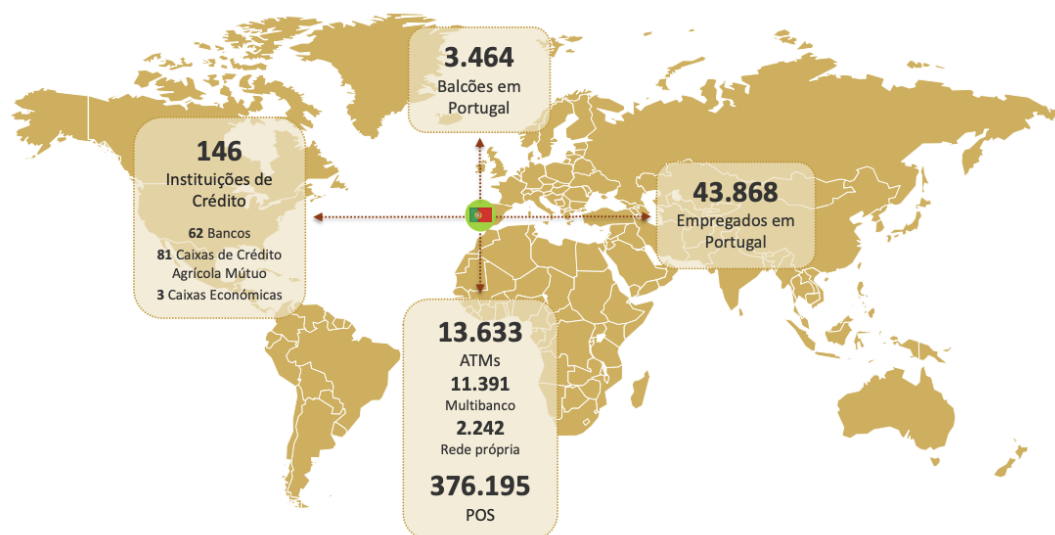 3.464
Balcões em
Portugal
146
Instituições de
Crédito
62 Bancos
81 Caixas de Crédito
Agrícola Mútuo
3 Caixas Económicas
43.868
Empregados em
Portugal
13.633
ATMs
11.391
Multibanco
2.242
Rede própria
376.195
POS